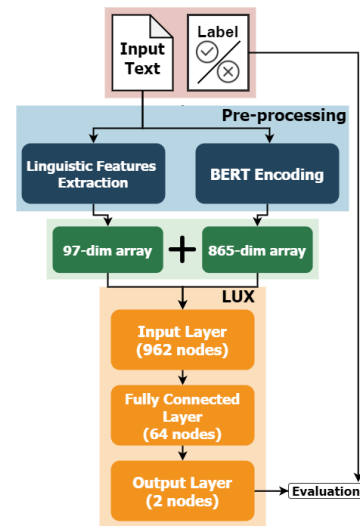 Input
Text
Label
Pre-processing
Linguistic Features
Extraction
BERT Encoding
97-dim array
+
865-dim array
LUX
Input Layer
(962 nodes)
Fully Connected
Layer
(64 nodes)
Output Layer
(2 nodes)
Evaluation